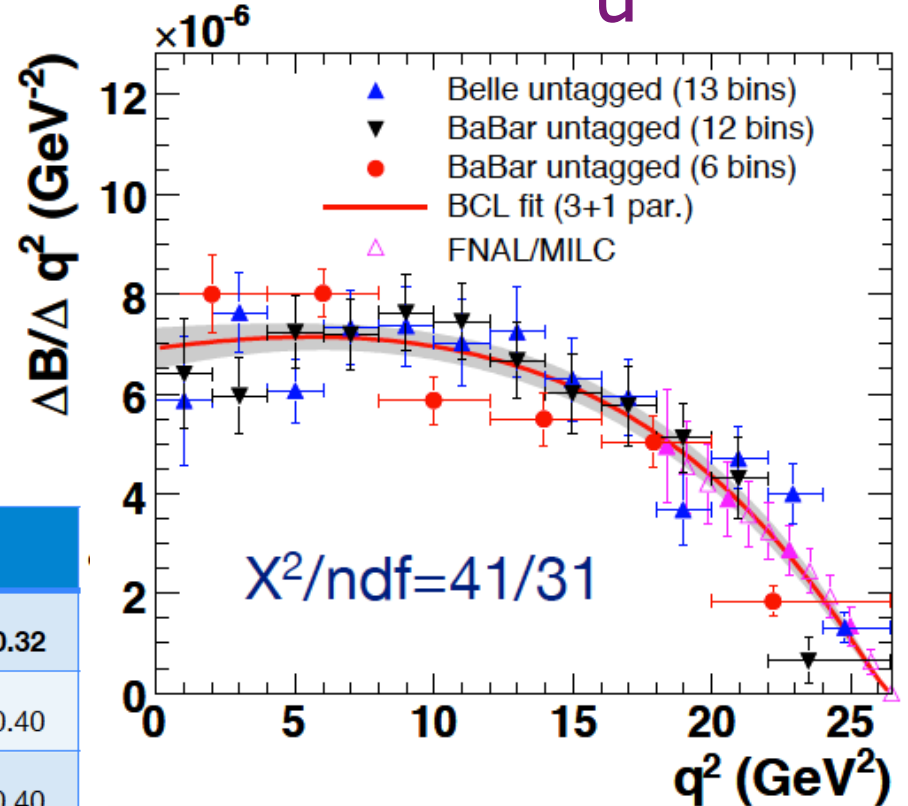 u
×10⁻⁶
ΔB/Δ q² (GeV⁻²)
12
10
8
6
4
2
0
Belle untagged (13 bins)
BaBar untagged (12 bins)
BaBar untagged (6 bins)
BCL fit (3+1 par.)
FNAL/MILC
X²/ndf=41/31
0.32
0.40
0.40
0 5 10 15 20 25
q² (GeV²)